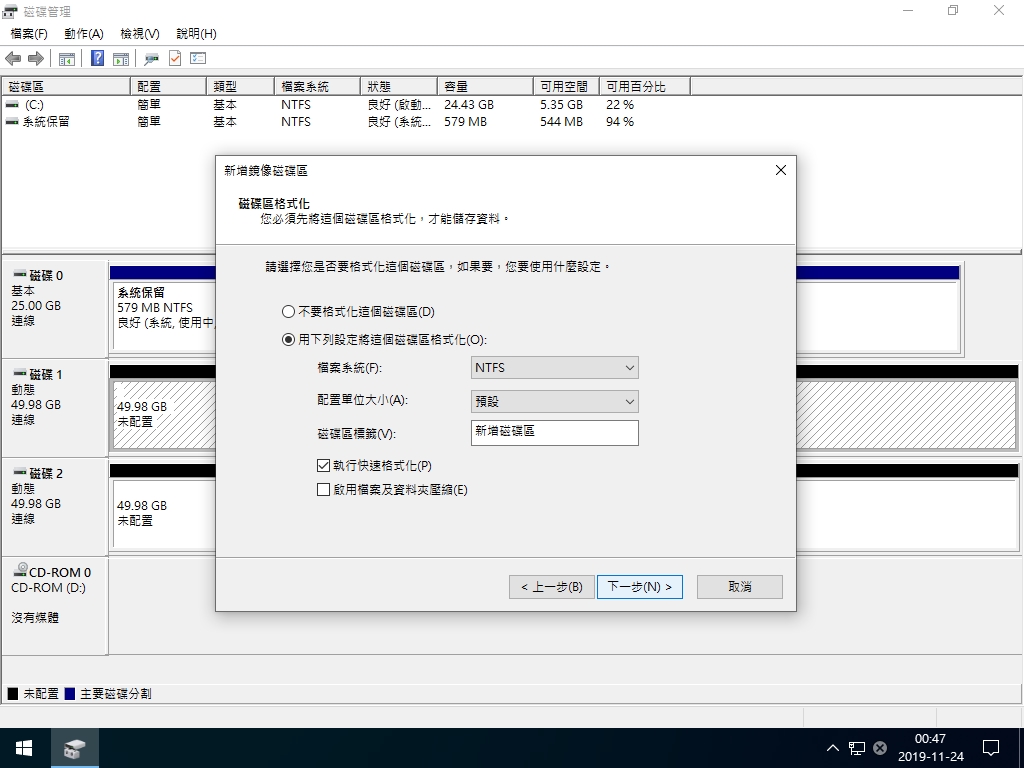 磁碟管理
檔案(F) 動作(A) 檢視(V) 說明(H)
磁碟區 配置 類型 檔案系統 狀態 容量 可用空間 可用百分比
(C:) 簡單 基本 NTFS 良好 (啟動... 24.43 GB 5.35 GB 22 %
系統保留 簡單 基本 NTFS 良好 (系統... 579 MB 544 MB 94 %
新增鏡像磁碟區
磁碟區格式化
您必須先將這個磁碟區格式化，才能儲存資料。
請選擇您是否要格式化這個磁碟區，如果要，您要使用什麼設定。
不要格式化這個磁碟區(D)
用下列設定將這個磁碟區格式化(O):
檔案系統(F): NTFS
配置單位大小(A): 預設
磁碟區標籤(V): 新增磁碟區
執行快速格式化(P)
啟用檔案及資料夾壓縮(E)
< 上一步(B) 下一步(N) > 取消
磁碟 0
基本
25.00 GB
連線
系統保留
579 MB NTFS
良好 (系統, 使用中,
磁碟 1
動態
49.98 GB
連線
49.98 GB
未配置
磁碟 2
動態
49.98 GB
連線
49.98 GB
未配置
CD-ROM 0
CD-ROM (D:)
沒有媒體
未配置 主要磁碟分割
00:47
2019-11-24